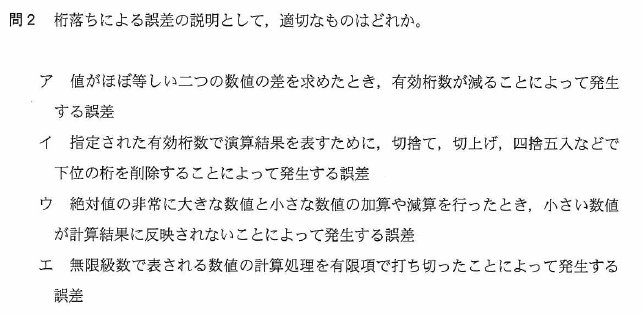 問2 桁落ちによる誤差の説明として，適切なものはどれか。
ア 値がほぼ等しい二つの数値の差を求めたとき，有効桁数が減ることによって発生
する誤差
イ 指定された有効桁数で演算結果を表すために，切捨て，切上げ，四捨五入などで
下位の桁を削除することによって発生する誤差
ウ 絶対値の非常に大きな数値と小さな数値の加算や減算を行ったとき，小さい数値
が計算結果に反映されないことによって発生する誤差
エ 無限級数で表される数値の計算処理を有限項で打ち切ったことによって発生する
誤差